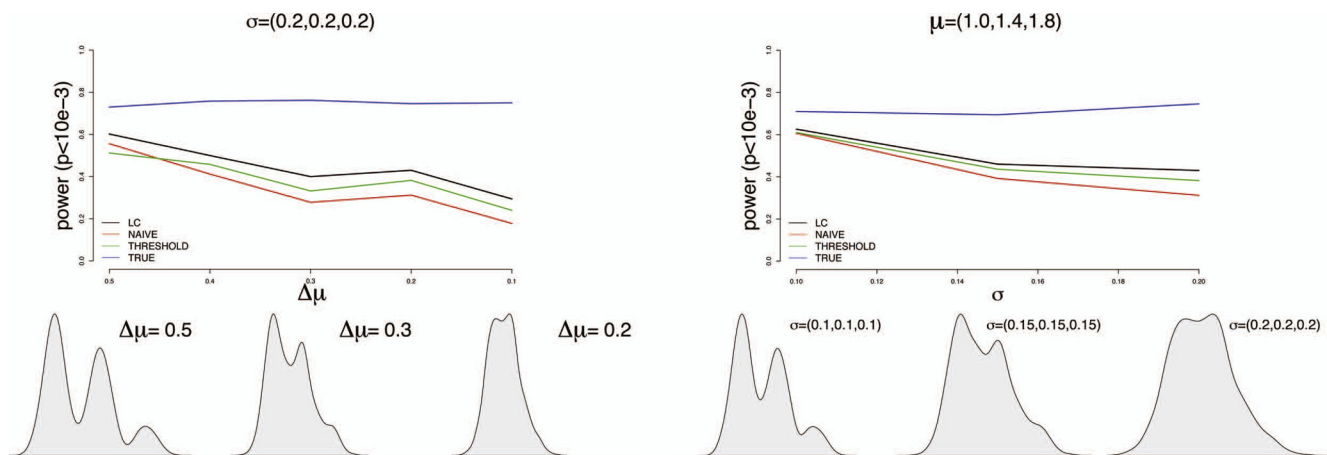 σ=(0.2,0.2,0.2)
power (p<10e−3)
1.0
0.8
0.6
0.4
0.2
0.0
LC
NAIVE
THRESHOLD
TRUE
0.5 0.4 0.3 0.2 0.1
Δμ
Δμ= 0.5
Δμ= 0.3
Δμ= 0.2
μ=(1.0,1.4,1.8)
power (p<10e−3)
1.0
0.8
0.6
0.4
0.2
0.0
LC
NAIVE
THRESHOLD
TRUE
0.10 0.12 0.14 0.16 0.18 0.20
σ
σ=(0.1,0.1,0.1)
σ=(0.15,0.15,0.15)
σ=(0.2,0.2,0.2)